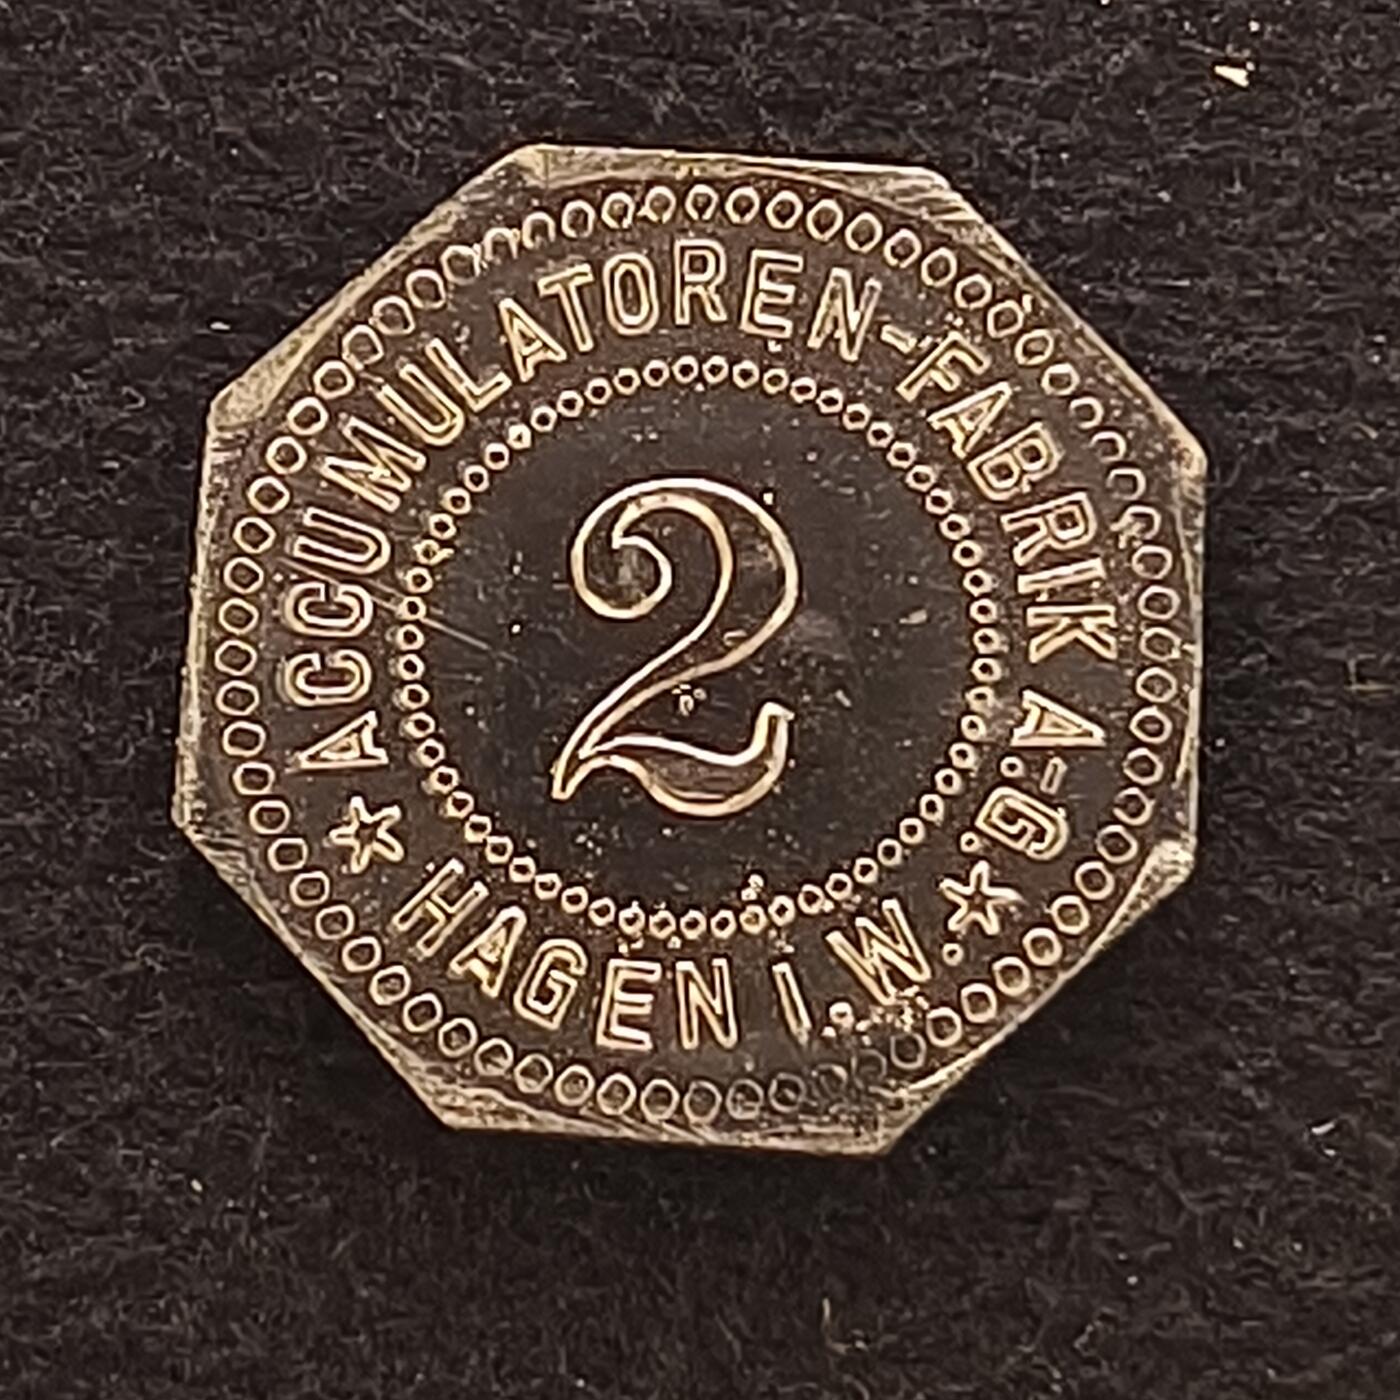 ACCUMULATOREN-FABRIK A.-G.
2
HAGEN i. W.